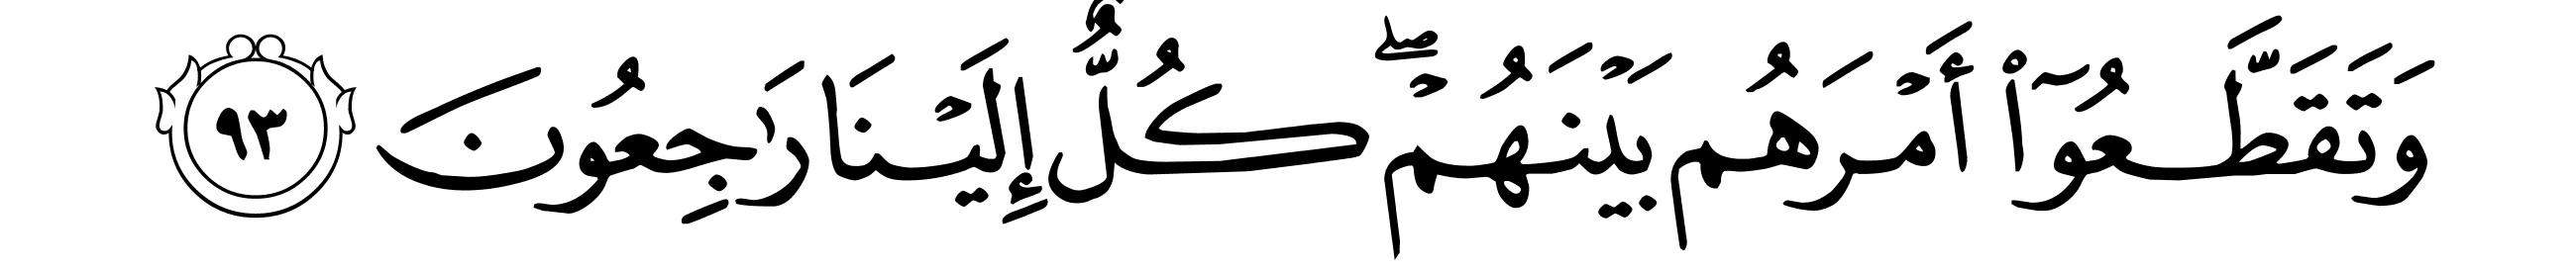 وَتَقَطَّعُوٓا۟ أَمْرَهُم بَيْنَهُمْ ۖ كُلٌّ إِلَيْنَا رَٰجِعُونَ ٩٣